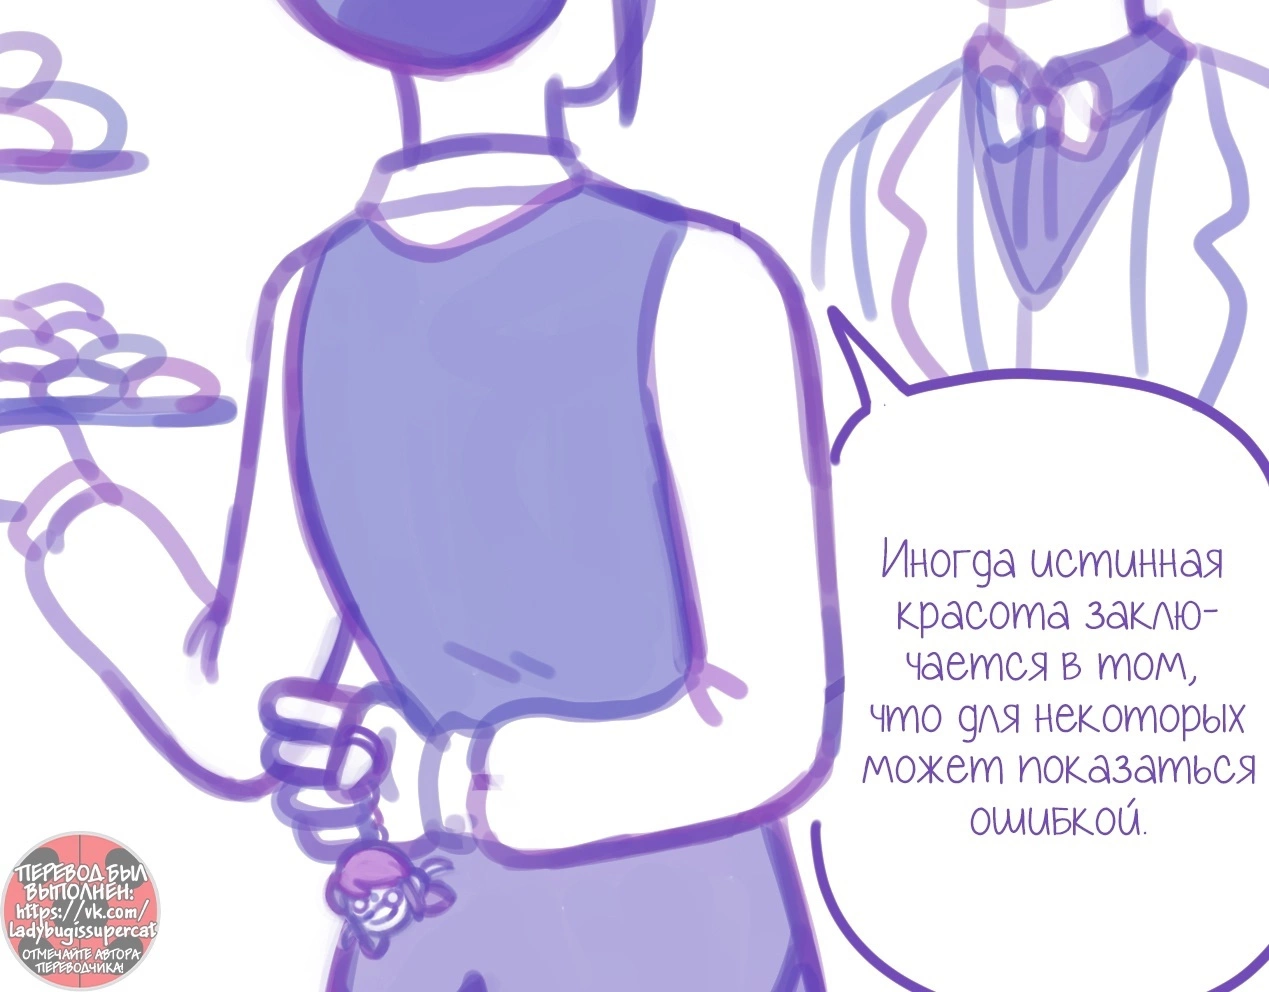 Иногда истинная
красота заклю-
чается в том,
что для некоторых
может показаться
ошибкой.
ПЕРЕВОД БЫЛ
ВЫПОЛНЕН:
https://vk.com/
ladybugissupercat
ОТМЕЧАЙТЕ АВТОРА
ПЕРЕВОДЧИКА!